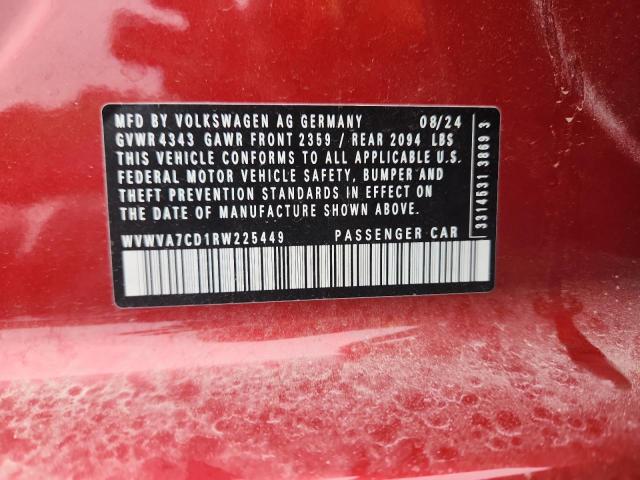 MFD BY VOLKSWAGEN AG GERMANY 08/24
GVWR 4343 GAWR FRONT 2359 / REAR 2094 LBS
THIS VEHICLE CONFORMS TO ALL APPLICABLE U.S.
FEDERAL MOTOR VEHICLE SAFETY, BUMPER AND
THEFT PREVENTION STANDARDS IN EFFECT ON
THE DATE OF MANUFACTURE SHOWN ABOVE.
WVWVA7CD1RW225449 PASSENGER CAR
3314531 3869 3